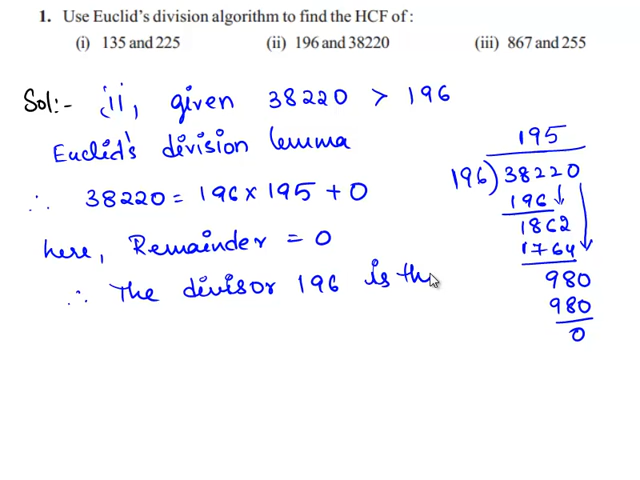 1. Use Euclid's division algorithm to find the HCF of :
(i) 135 and 225 (ii) 196 and 38220 (iii) 867 and 255
Sol:- ii, given 38220 > 196
Euclid's division lemma
∴ 38220 = 196 × 195 + 0
here, Remainder = 0
∴ The divisor 196 is the
195
196) 38220
196
1862
1764
980
980
0